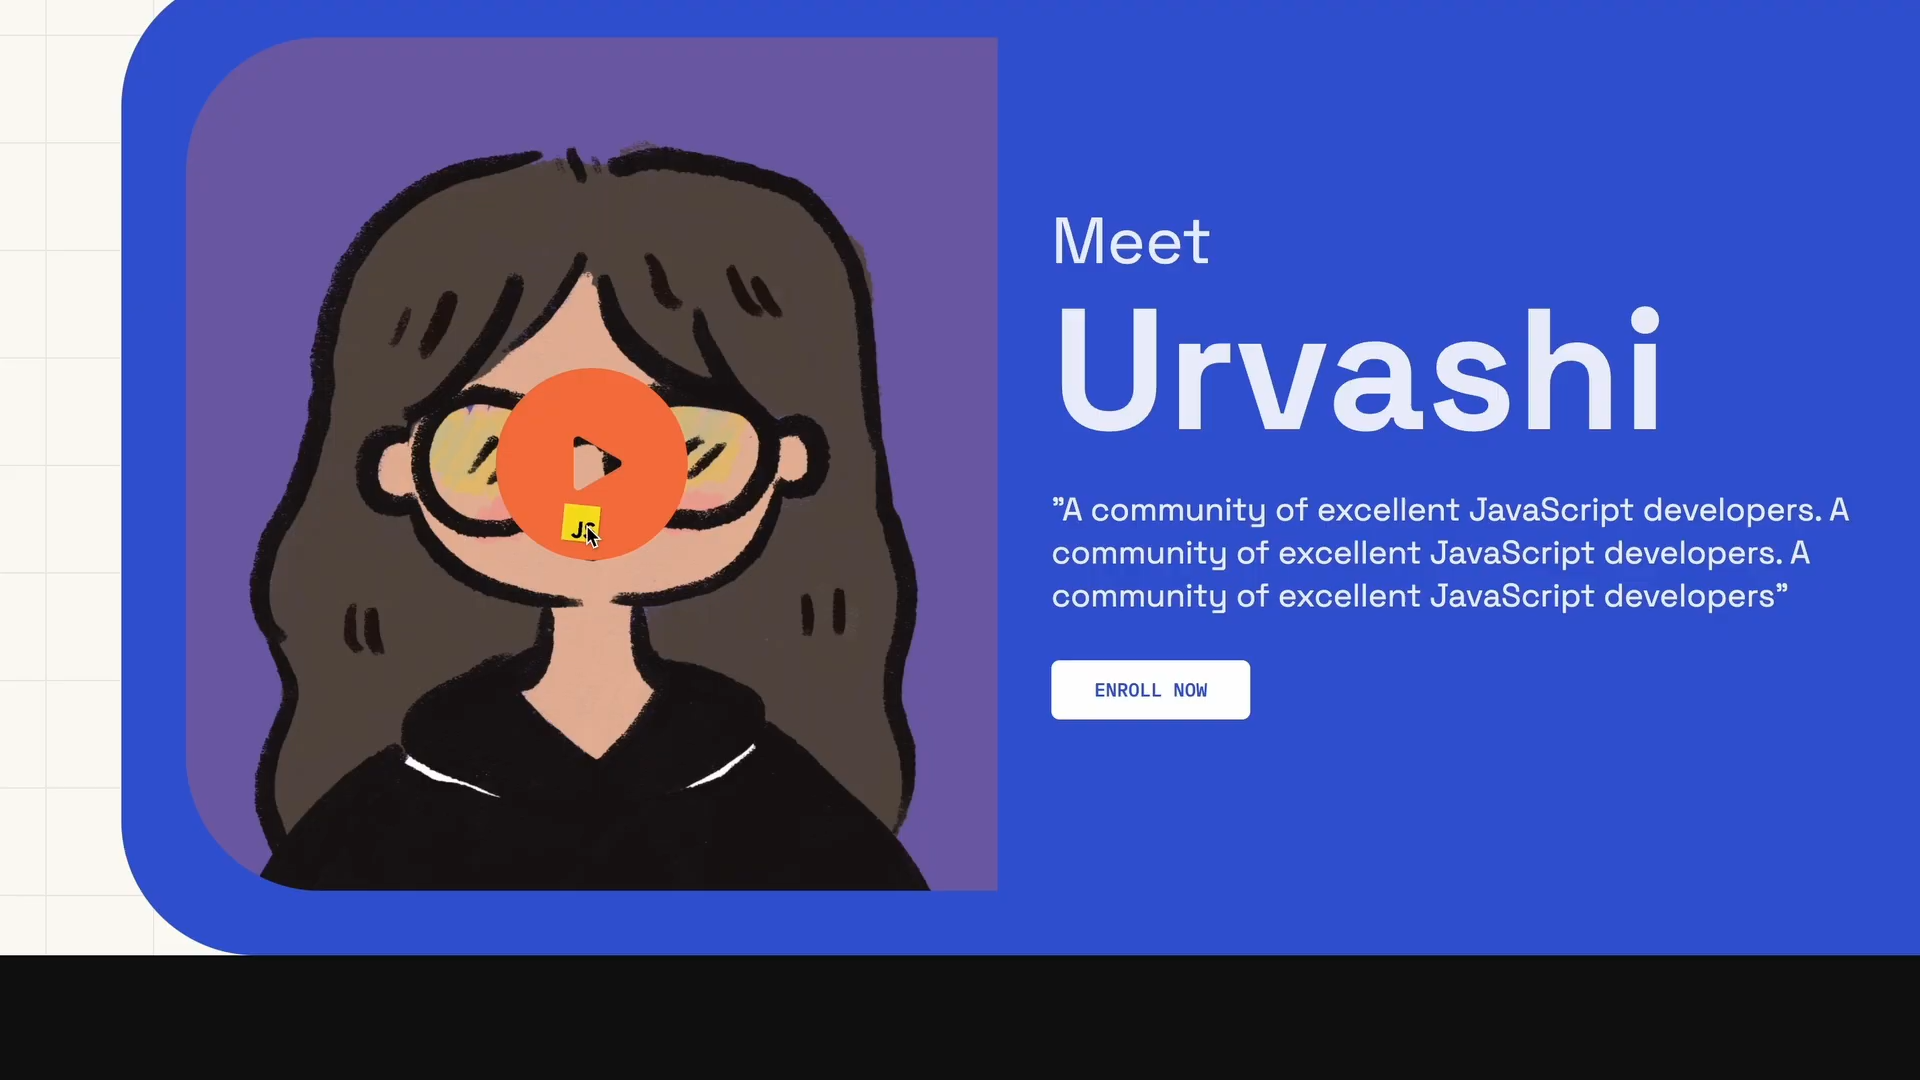 Meet
Urvashi
"A community of excellent JavaScript developers. A
community of excellent JavaScript developers. A
community of excellent JavaScript developers"
ENROLL NOW
JS